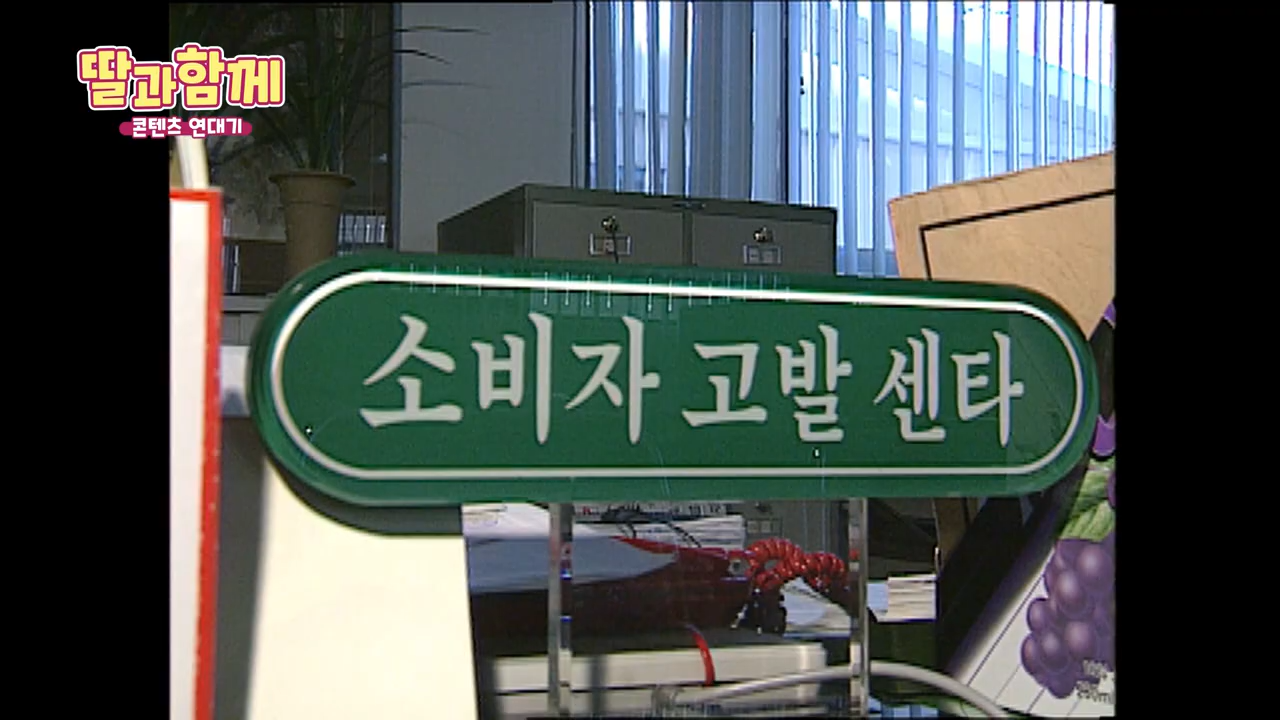 딸과함께
콘텐츠 연대기
소비자 고발 센타